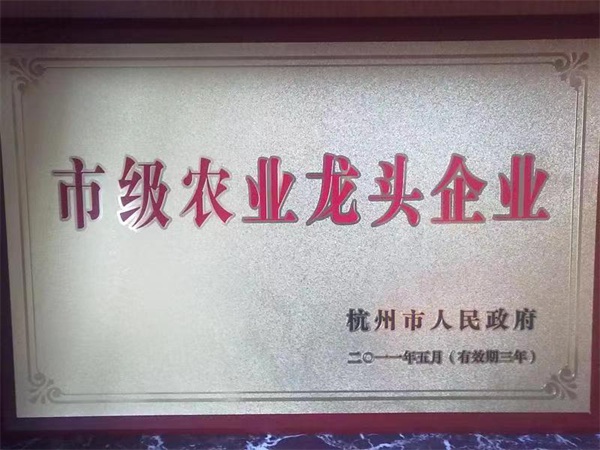 市级农业龙头企业
杭州市人民政府
二〇一一年五月（有效期三年）